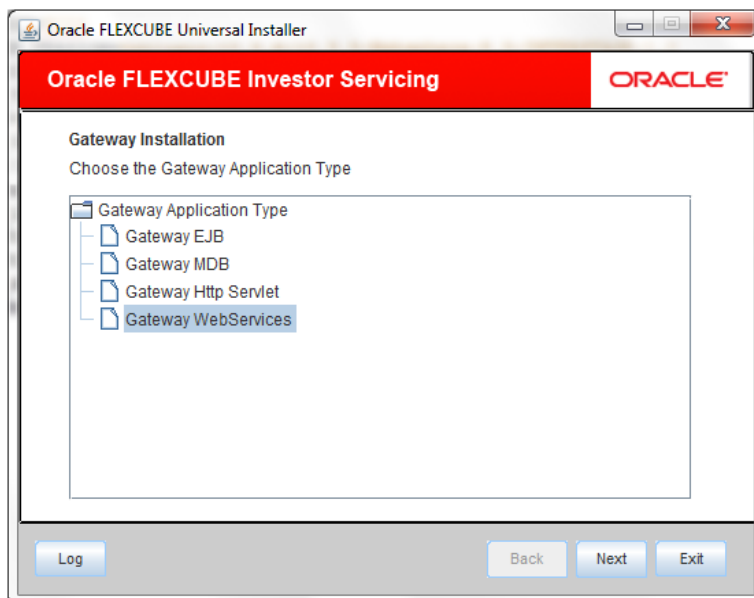 Oracle FLEXCUBE Universal Installer
Oracle FLEXCUBE Investor Servicing
ORACLE
Gateway Installation
Choose the Gateway Application Type
Gateway Application Type
Gateway EJB
Gateway MDB
Gateway Http Servlet
Gateway WebServices
Log Back Next Exit